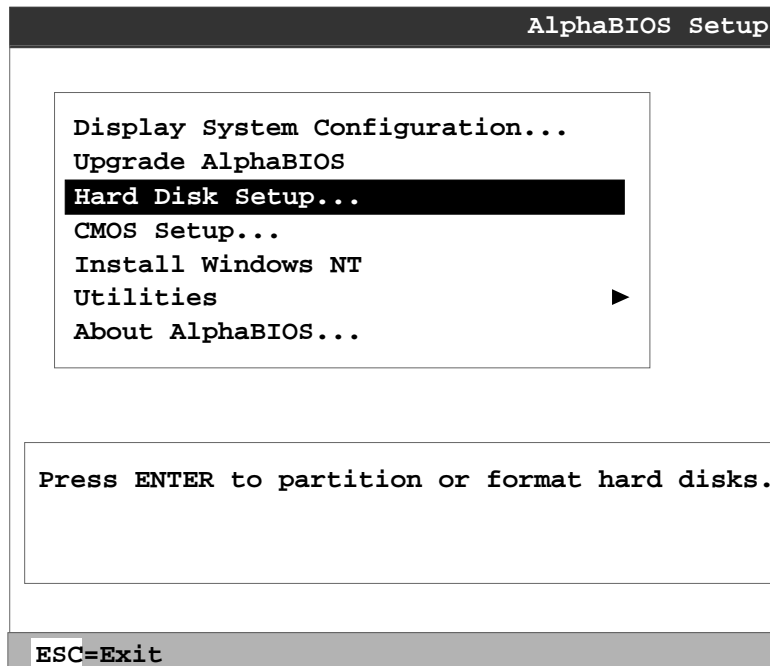 AlphaBIOS Setup
Display System Configuration...
Upgrade AlphaBIOS
Hard Disk Setup...
CMOS Setup...
Install Windows NT
Utilities
About AlphaBIOS...
Press ENTER to partition or format hard disks.
ESC=Exit